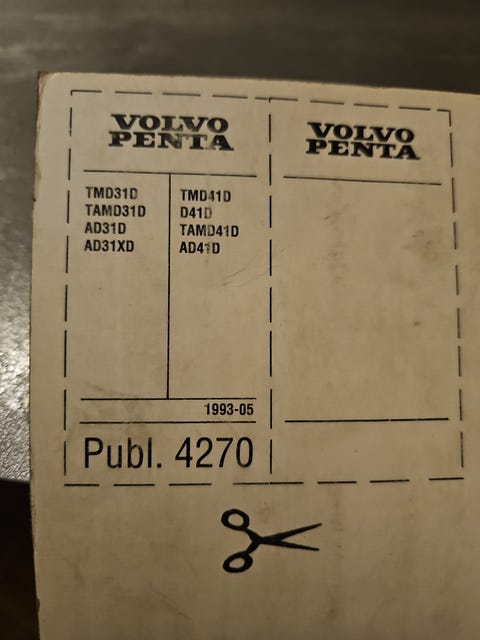 VOLVO
PENTA
TMD31D
TAMD31D
AD31D
AD31XD
TMD41D
D41D
TAMD41D
AD41D
1993-05
Publ. 4270
VOLVO
PENTA